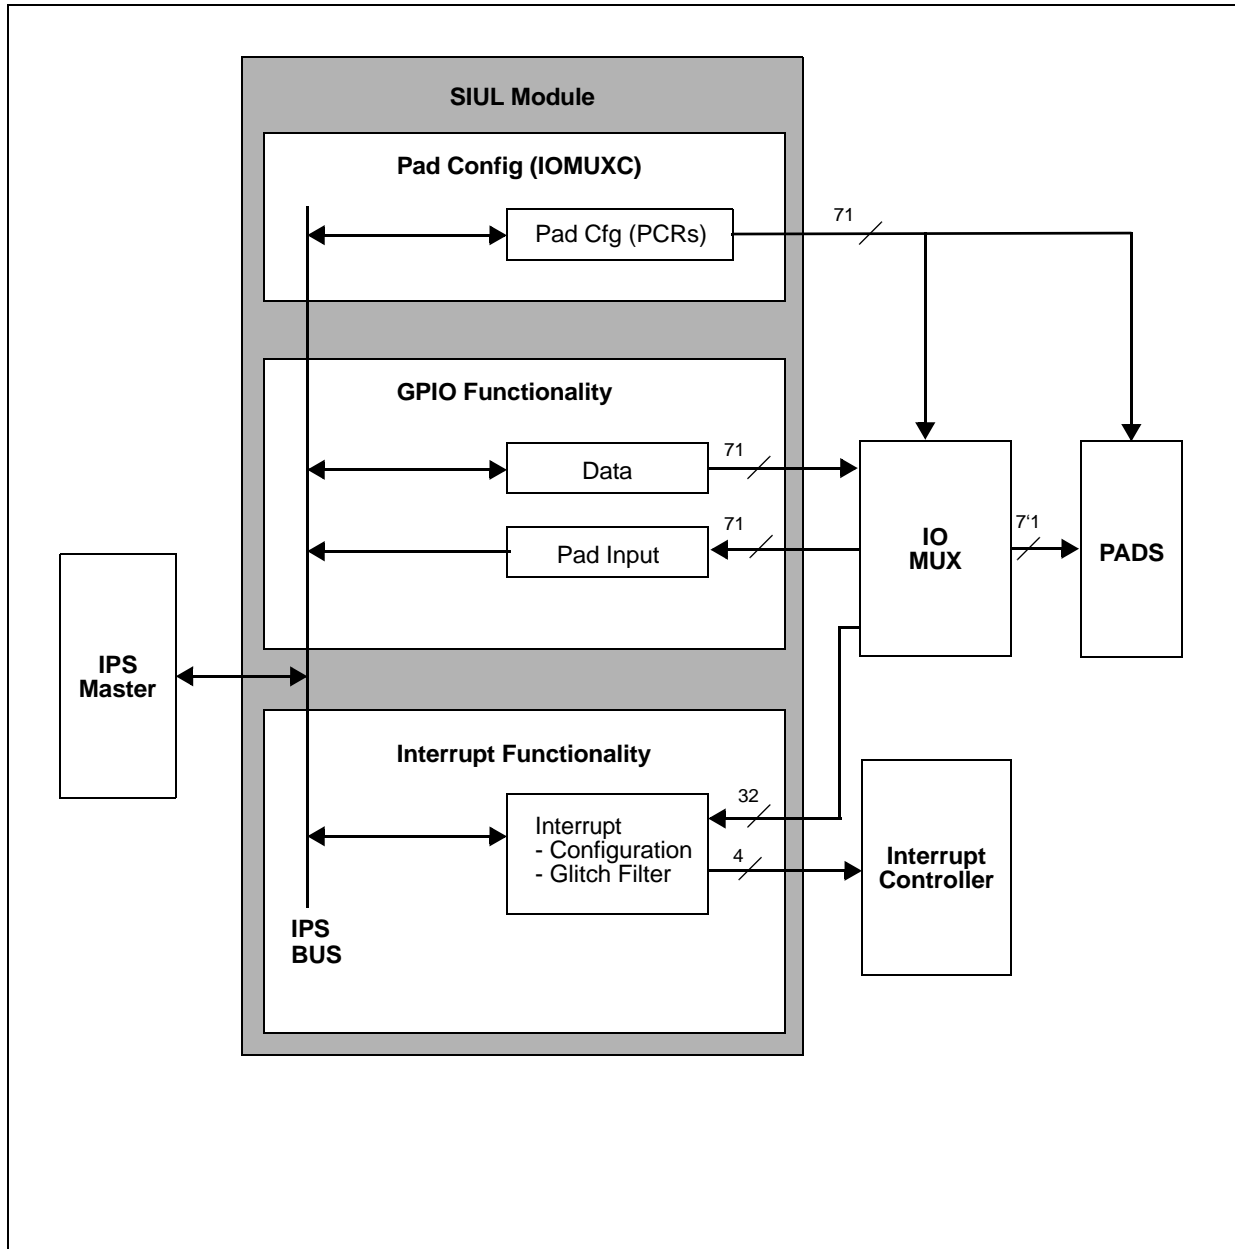 SIUL Module
Pad Config (IOMUXC)
Pad Cfg (PCRs)
71
GPIO Functionality
Data
71
Pad Input
71
IO
MUX
7‘1
PADS
IPS
Master
Interrupt Functionality
Interrupt
- Configuration
- Glitch Filter
32
4
Interrupt
Controller
IPS
BUS